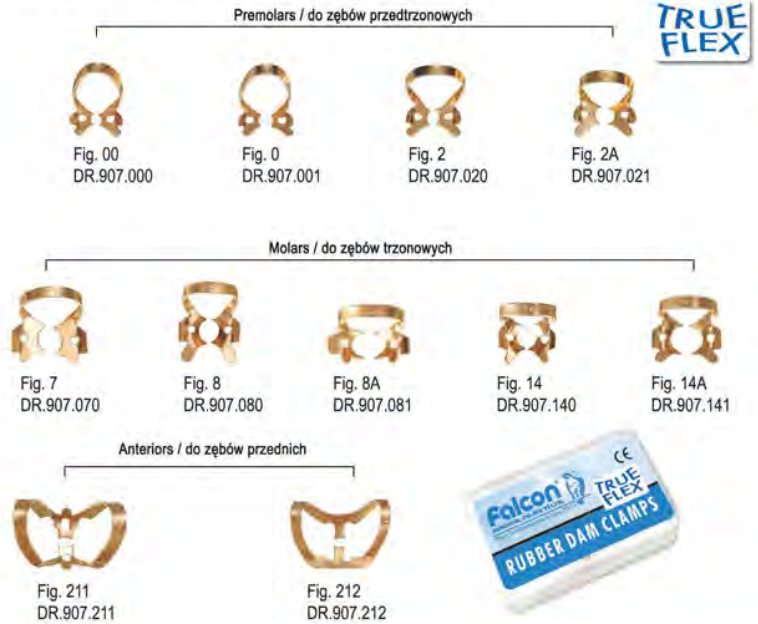 Premolars / do zębów przedtrzonowych
TRUE
FLEX
Fig. 00
DR.907.000
Fig. 0
DR.907.001
Fig. 2
DR.907.020
Fig. 2A
DR.907.021
Molars / do zębów trzonowych
Fig. 7
DR.907.070
Fig. 8
DR.907.080
Fig. 8A
DR.907.081
Fig. 14
DR.907.140
Fig. 14A
DR.907.141
Anteriors / do zębów przednich
Fig. 211
DR.907.211
Fig. 212
DR.907.212
CE
Falcon
TRUE
FLEX
RUBBER DAM CLAMPS